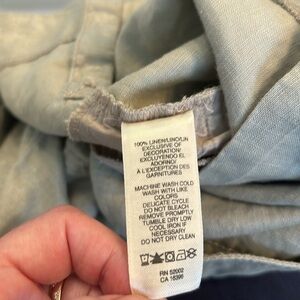 100% LINEN/LINO/LIN
EXCLUSIVE OF
DECORATION/
EXCLUYENDO EL
ADORNO/
À L'EXCEPTION DES
GARNITURES
MACHINE WASH COLD
WASH WITH LIKE
COLORS
DELICATE CYCLE
DO NOT BLEACH
REMOVE PROMPTLY
TUMBLE DRY LOW
COOL IRON IF
NECESSARY
DO NOT DRY CLEAN
RN 52002
CA 16396